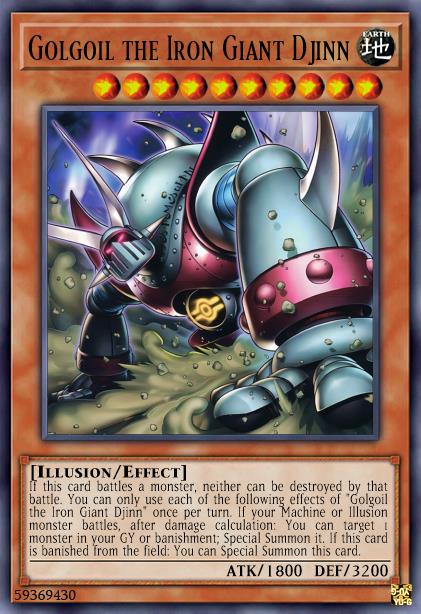 GOLGOIL THE IRON GIANT DJINN
EARTH
地
[ILLUSION/EFFECT]
If this card battles a monster, neither can be destroyed by that
battle. You can only use each of the following effects of "Golgoil
the Iron Giant Djinn" once per turn. If your Machine or Illusion
monster battles, after damage calculation: You can target 1
monster in your GY or banishment; Special Summon it. If this card
is banished from the field: You can Special Summon this card.
ATK/1800 DEF/3200
59369430